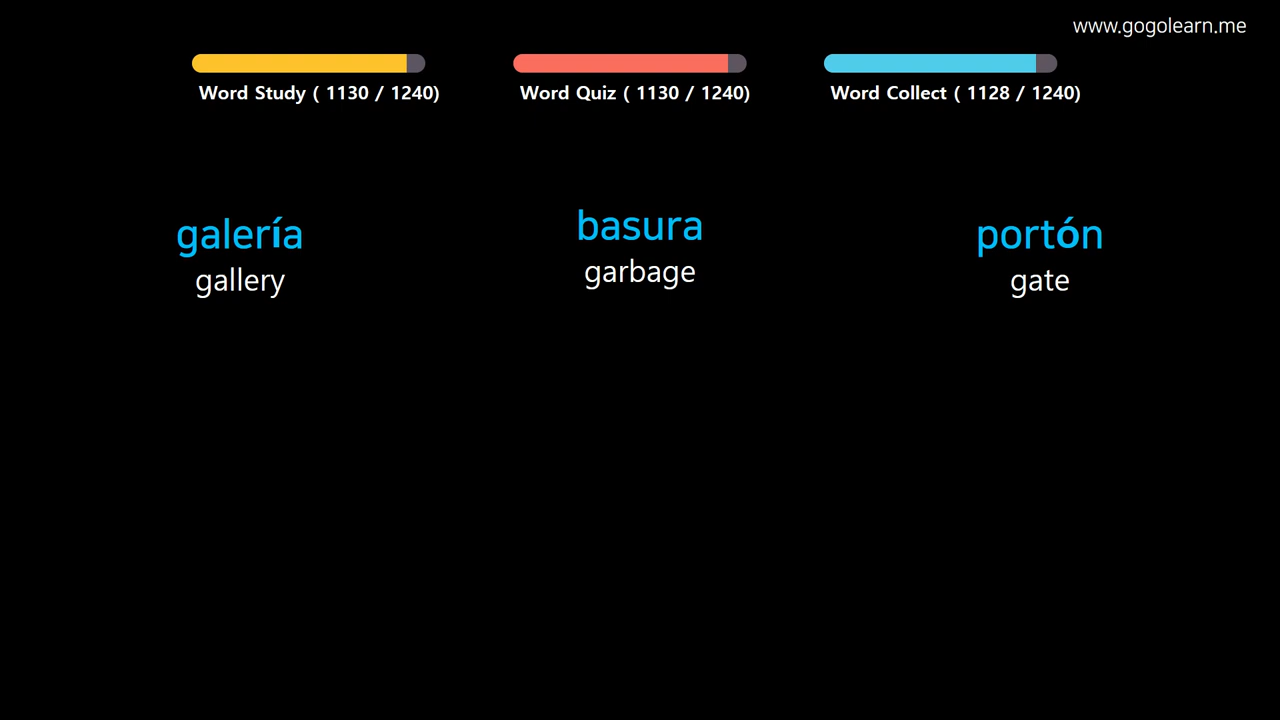 www.gogolearn.me
Word Study ( 1130 / 1240)
Word Quiz ( 1130 / 1240)
Word Collect ( 1128 / 1240)
galería
gallery
basura
garbage
portón
gate